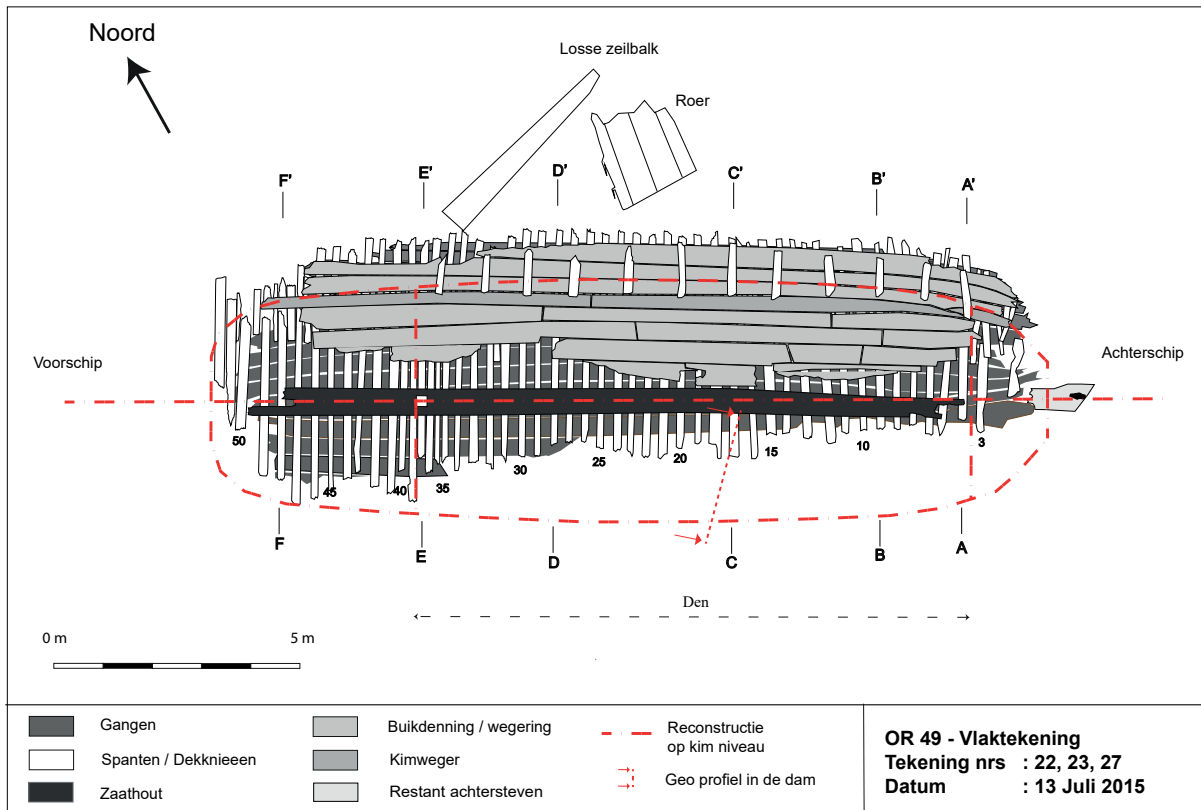 Noord
Losse zeilbalk
Roer
F' E' D' C' B' A'
Voorschip
Achterschip
50 45 40 35 30 25 20 15 10 3
F E D C B A
Den
0 m 5 m
Gangen
Spanten / Dekknieeen
Zaathout
Buikdenning / wegering
Kimweger
Restant achtersteven
Reconstructie
op kim niveau
Geo profiel in de dam
OR 49 - Vlaktekening
Tekening nrs : 22, 23, 27
Datum : 13 Juli 2015